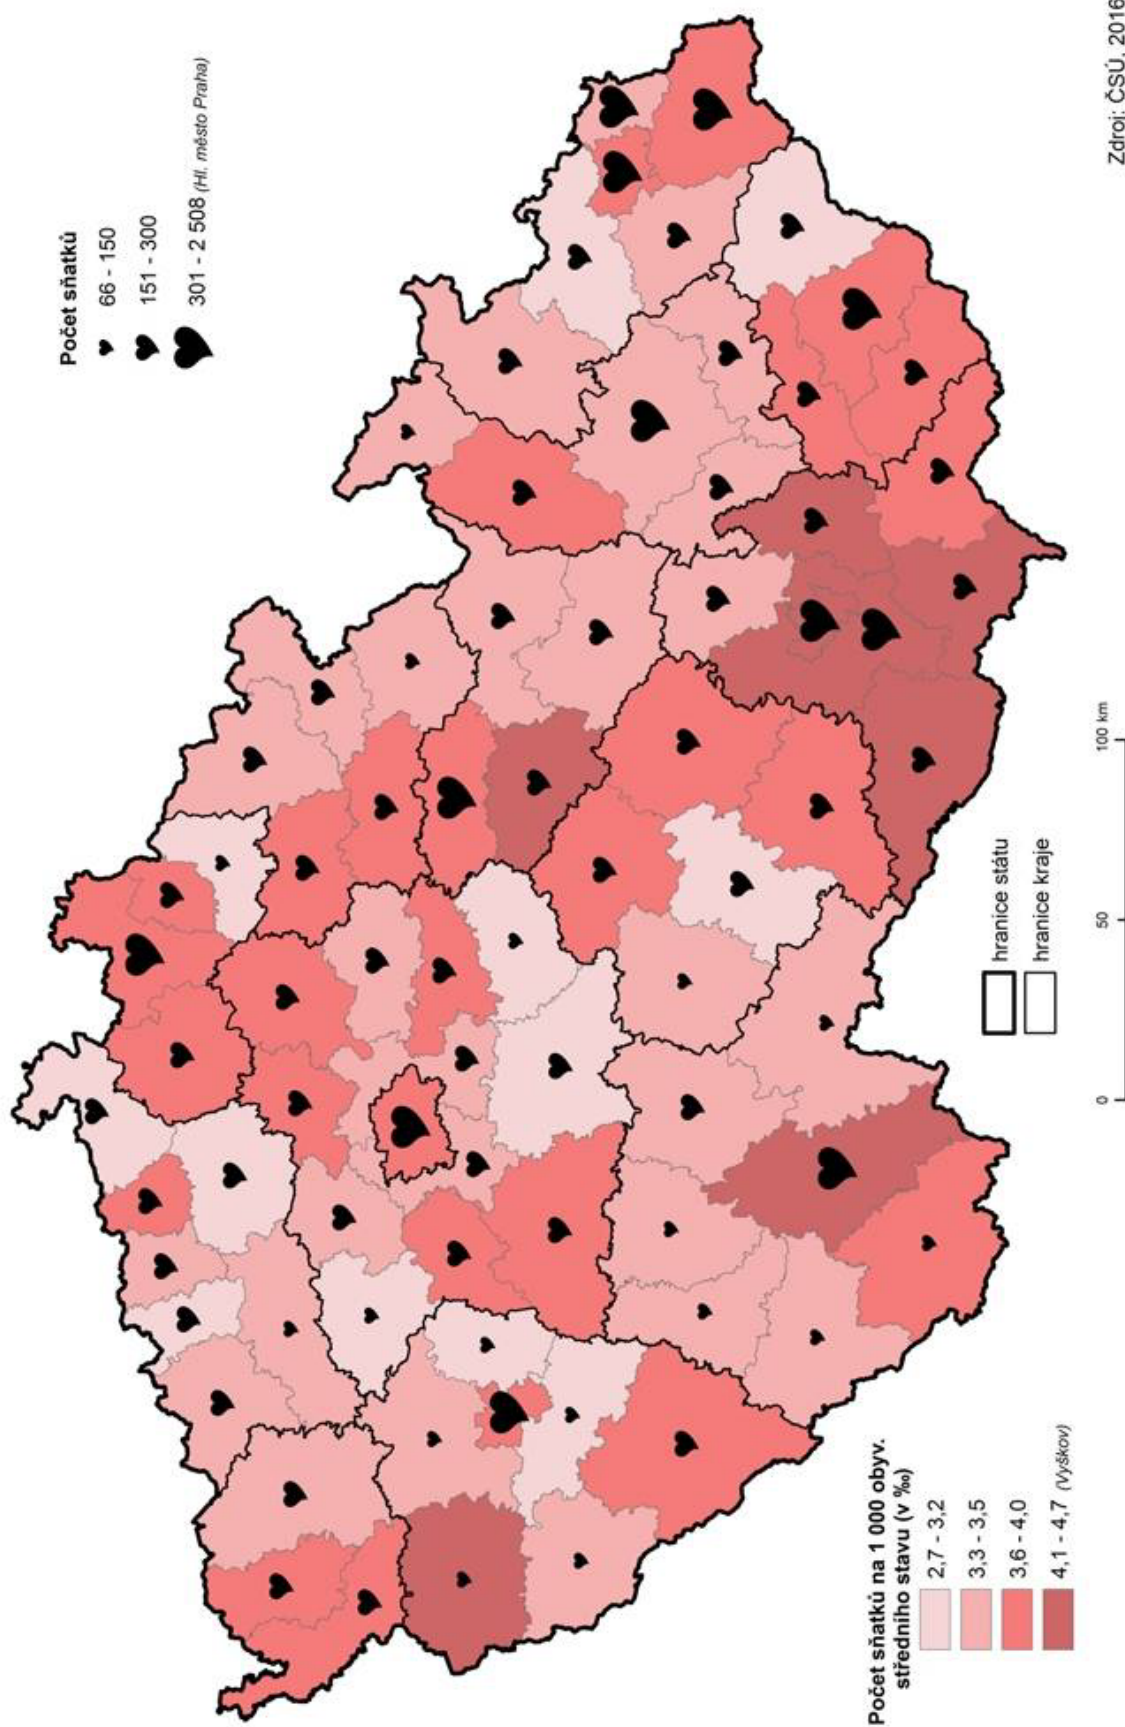 Počet sňatků
66 - 150
151 - 300
301 - 2 508 (Hl. město Praha)
Počet sňatků na 1 000 obyv.
středního stavu (v ‰)
2,7 - 3,2
3,3 - 3,5
3,6 - 4,0
4,1 - 4,7 (Vyškov)
hranice státu
hranice kraje
0 50 100 km
Zdroj: ČSÚ, 2016